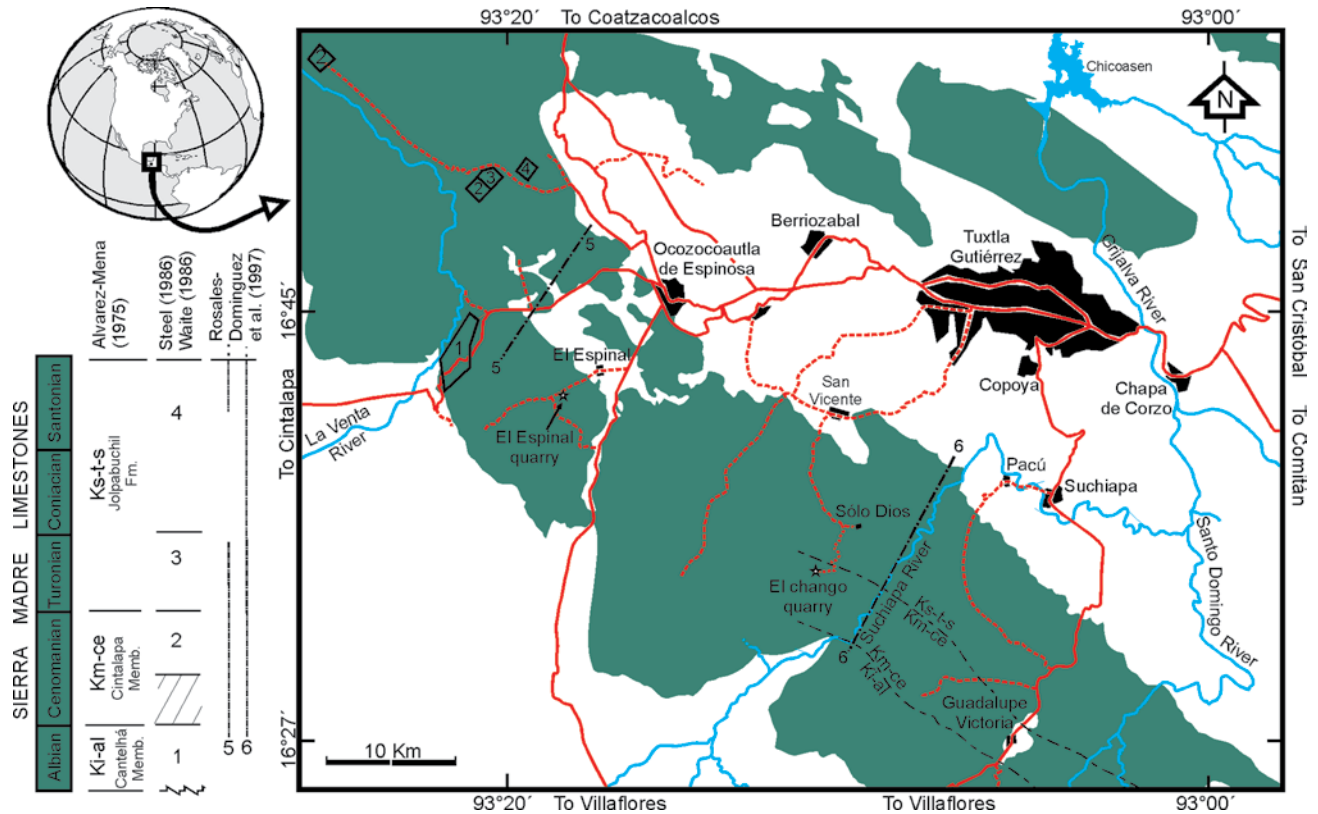 93°20´ To Coatzacoalcos 93°00´
2
Chicoasen
N
3
4
2
5
Berriozabal
Tuxtla
Gutiérrez
Grijalva River
Ocozocoautla
de Espinosa
To San Cristóbal To Comitán
16°45´
Alvarez-Mena
(1975)
Steel (1986)
Waite (1986)
Rosales-
Dominguez
et al. (1997)
1
5
El Espinal
Copoya
Chapa
de Corzo
San
Vicente
To Cintalapa
La Venta
River
El Espinal
quarry
6
Pacú
Suchiapa
Sólo Dios
Santo Domingo
River
El chango
quarry
Suchiapa River
Ks-t-s
Km-ce
6
Km-ce
Ki-al
Guadalupe
Victoria
16°27´
10 Km
93°20´ To Villaflores To Villaflores 93°00´
SIERRA MADRE LIMESTONES
Santonian
Coniacian
Turonian
Cenomanian
Albian
Ks-t-s
Jolpabuchil
Fm.
Km-ce
Cintalapa
Memb.
Ki-al
Cantelhá
Memb.
4
3
2
1
5 6